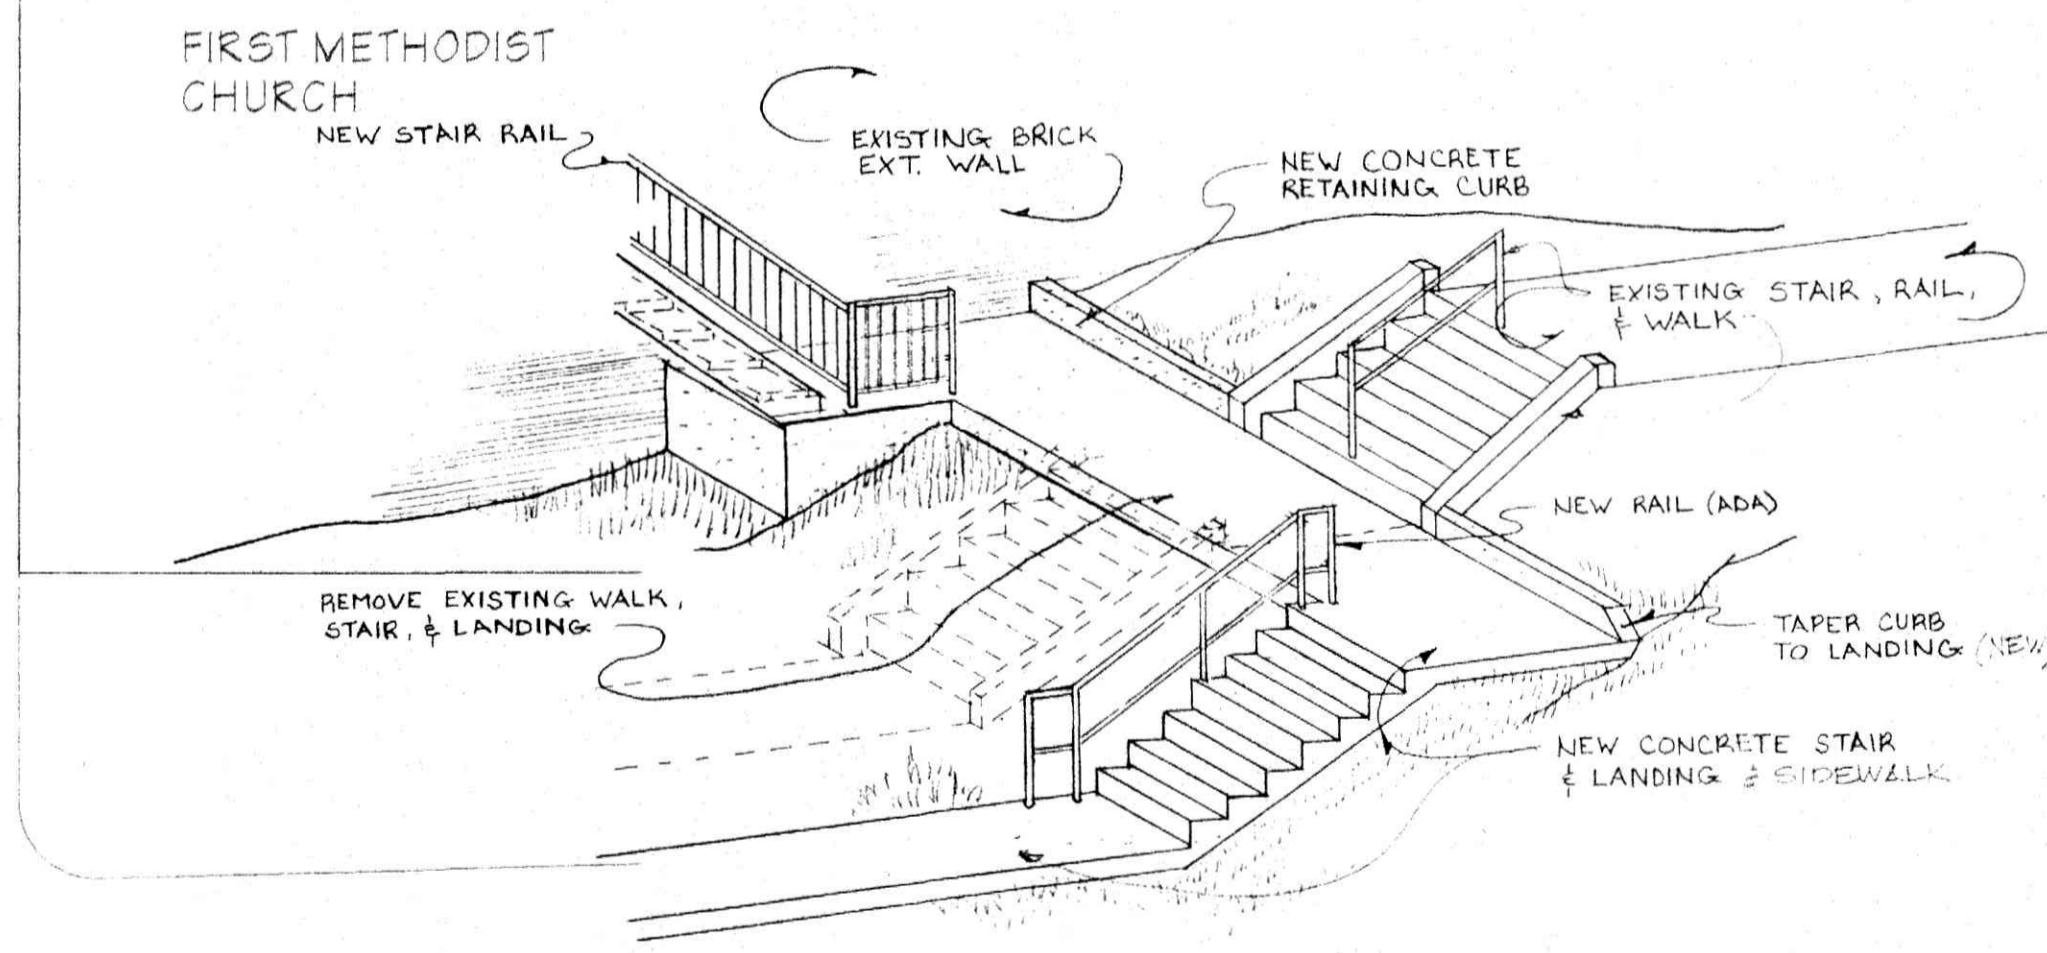 FIRST METHODIST
CHURCH
NEW STAIR RAIL
EXISTING BRICK
EXT. WALL
NEW CONCRETE
RETAINING CURB
EXISTING STAIR, RAIL,
& WALK
NEW RAIL (ADA)
REMOVE EXISTING WALK,
STAIR, & LANDING
TAPER CURB
TO LANDING (NEW)
NEW CONCRETE STAIR
& LANDING & SIDEWALK